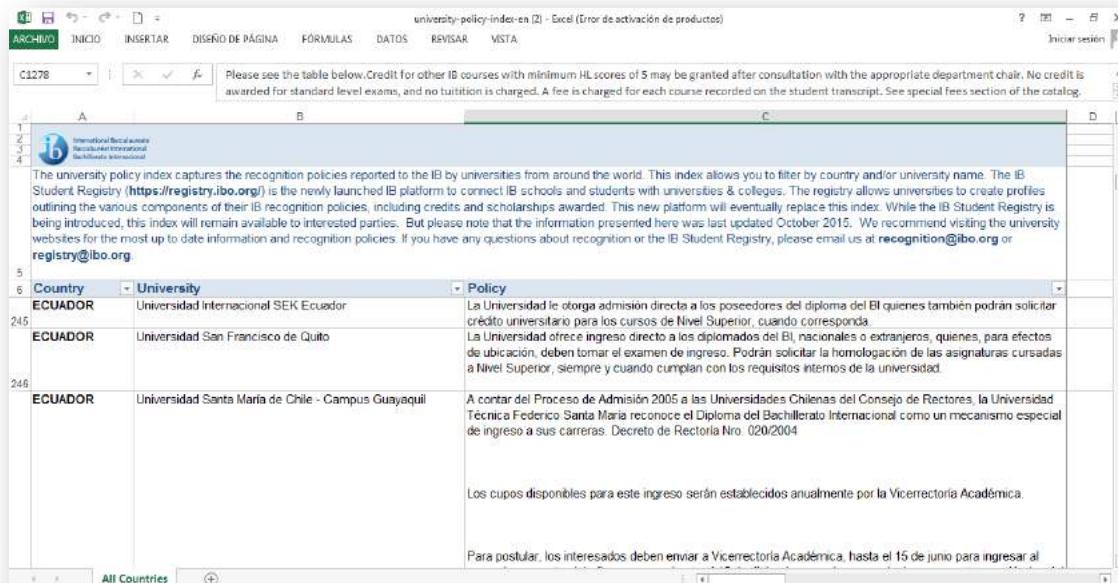 university-policy-index-en (2) - Excel (Error de activación de productos)
ARCHIVO INICIO INSERTAR DISEÑO DE PÁGINA FÓRMULAS DATOS REVISAR VISTA Iniciar sesión
C1278 Please see the table below.Credit for other IB courses with minimum HL scores of 5 may be granted after consultation with the appropriate department chair. No credit is
awarded for standard level exams, and no tuitition is charged. A fee is charged for each course recorded on the student transcript. See special fees section of the catalog.
A B C D
1
2
3
4
International Baccalaureate
Baccalauréat International
Bachillerato Internacional
The university policy index captures the recognition policies reported to the IB by universities from around the world. This index allows you to filter by country and/or university name. The IB
Student Registry (https://registry.ibo.org/) is the newly launched IB platform to connect IB schools and students with universities & colleges. The registry allows universities to create profiles
outlining the various components of their IB recognition policies, including credits and scholarships awarded. This new platform will eventually replace this index. While the IB Student Registry is
being introduced, this index will remain available to interested parties. But please note that the information presented here was last updated October 2015. We recommend visiting the university
websites for the most up to date information and recognition policies. If you have any questions about recognition or the IB Student Registry, please email us at recognition@ibo.org or
registry@ibo.org.
5
6 Country University Policy
ECUADOR Universidad Internacional SEK Ecuador La Universidad le otorga admisión directa a los poseedores del diploma del BI quienes también podrán solicitar
245 crédito universitario para los cursos de Nivel Superior, cuando corresponda.
ECUADOR Universidad San Francisco de Quito La Universidad ofrece ingreso directo a los diplomados del BI, nacionales o extranjeros, quienes, para efectos
de ubicación, deben tomar el examen de ingreso. Podrán solicitar la homologación de las asignaturas cursadas
a Nivel Superior, siempre y cuando cumplan con los requisitos internos de la universidad.
246
ECUADOR Universidad Santa María de Chile - Campus Guayaquil A contar del Proceso de Admisión 2005 a las Universidades Chilenas del Consejo de Rectores, la Universidad
Técnica Federico Santa María reconoce el Diploma del Bachillerato Internacional como un mecanismo especial
de ingreso a sus carreras. Decreto de Rectoría Nro. 020/2004
Los cupos disponibles para este ingreso serán establecidos anualmente por la Vicerrectoría Académica.
Para postular, los interesados deben enviar a Vicerrectoría Académica, hasta el 15 de junio para ingresar al
All Countries